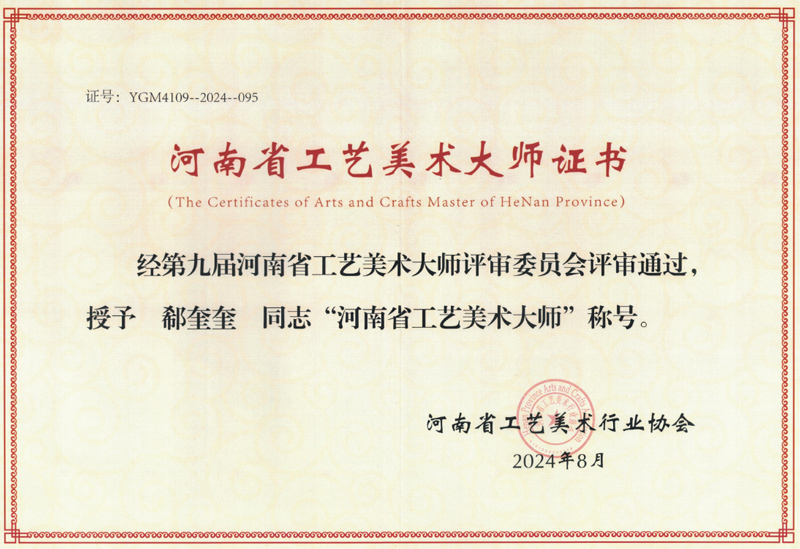 证号：YGM4109--2024--095
河南省工艺美术大师证书
(The Certificates of Arts and Crafts Master of HeNan Province)
经第九届河南省工艺美术大师评审委员会评审通过，
授予 郗奎奎 同志“河南省工艺美术大师”称号。
Province Arts and Crafts
河南省工艺美术行业协会
2024年8月